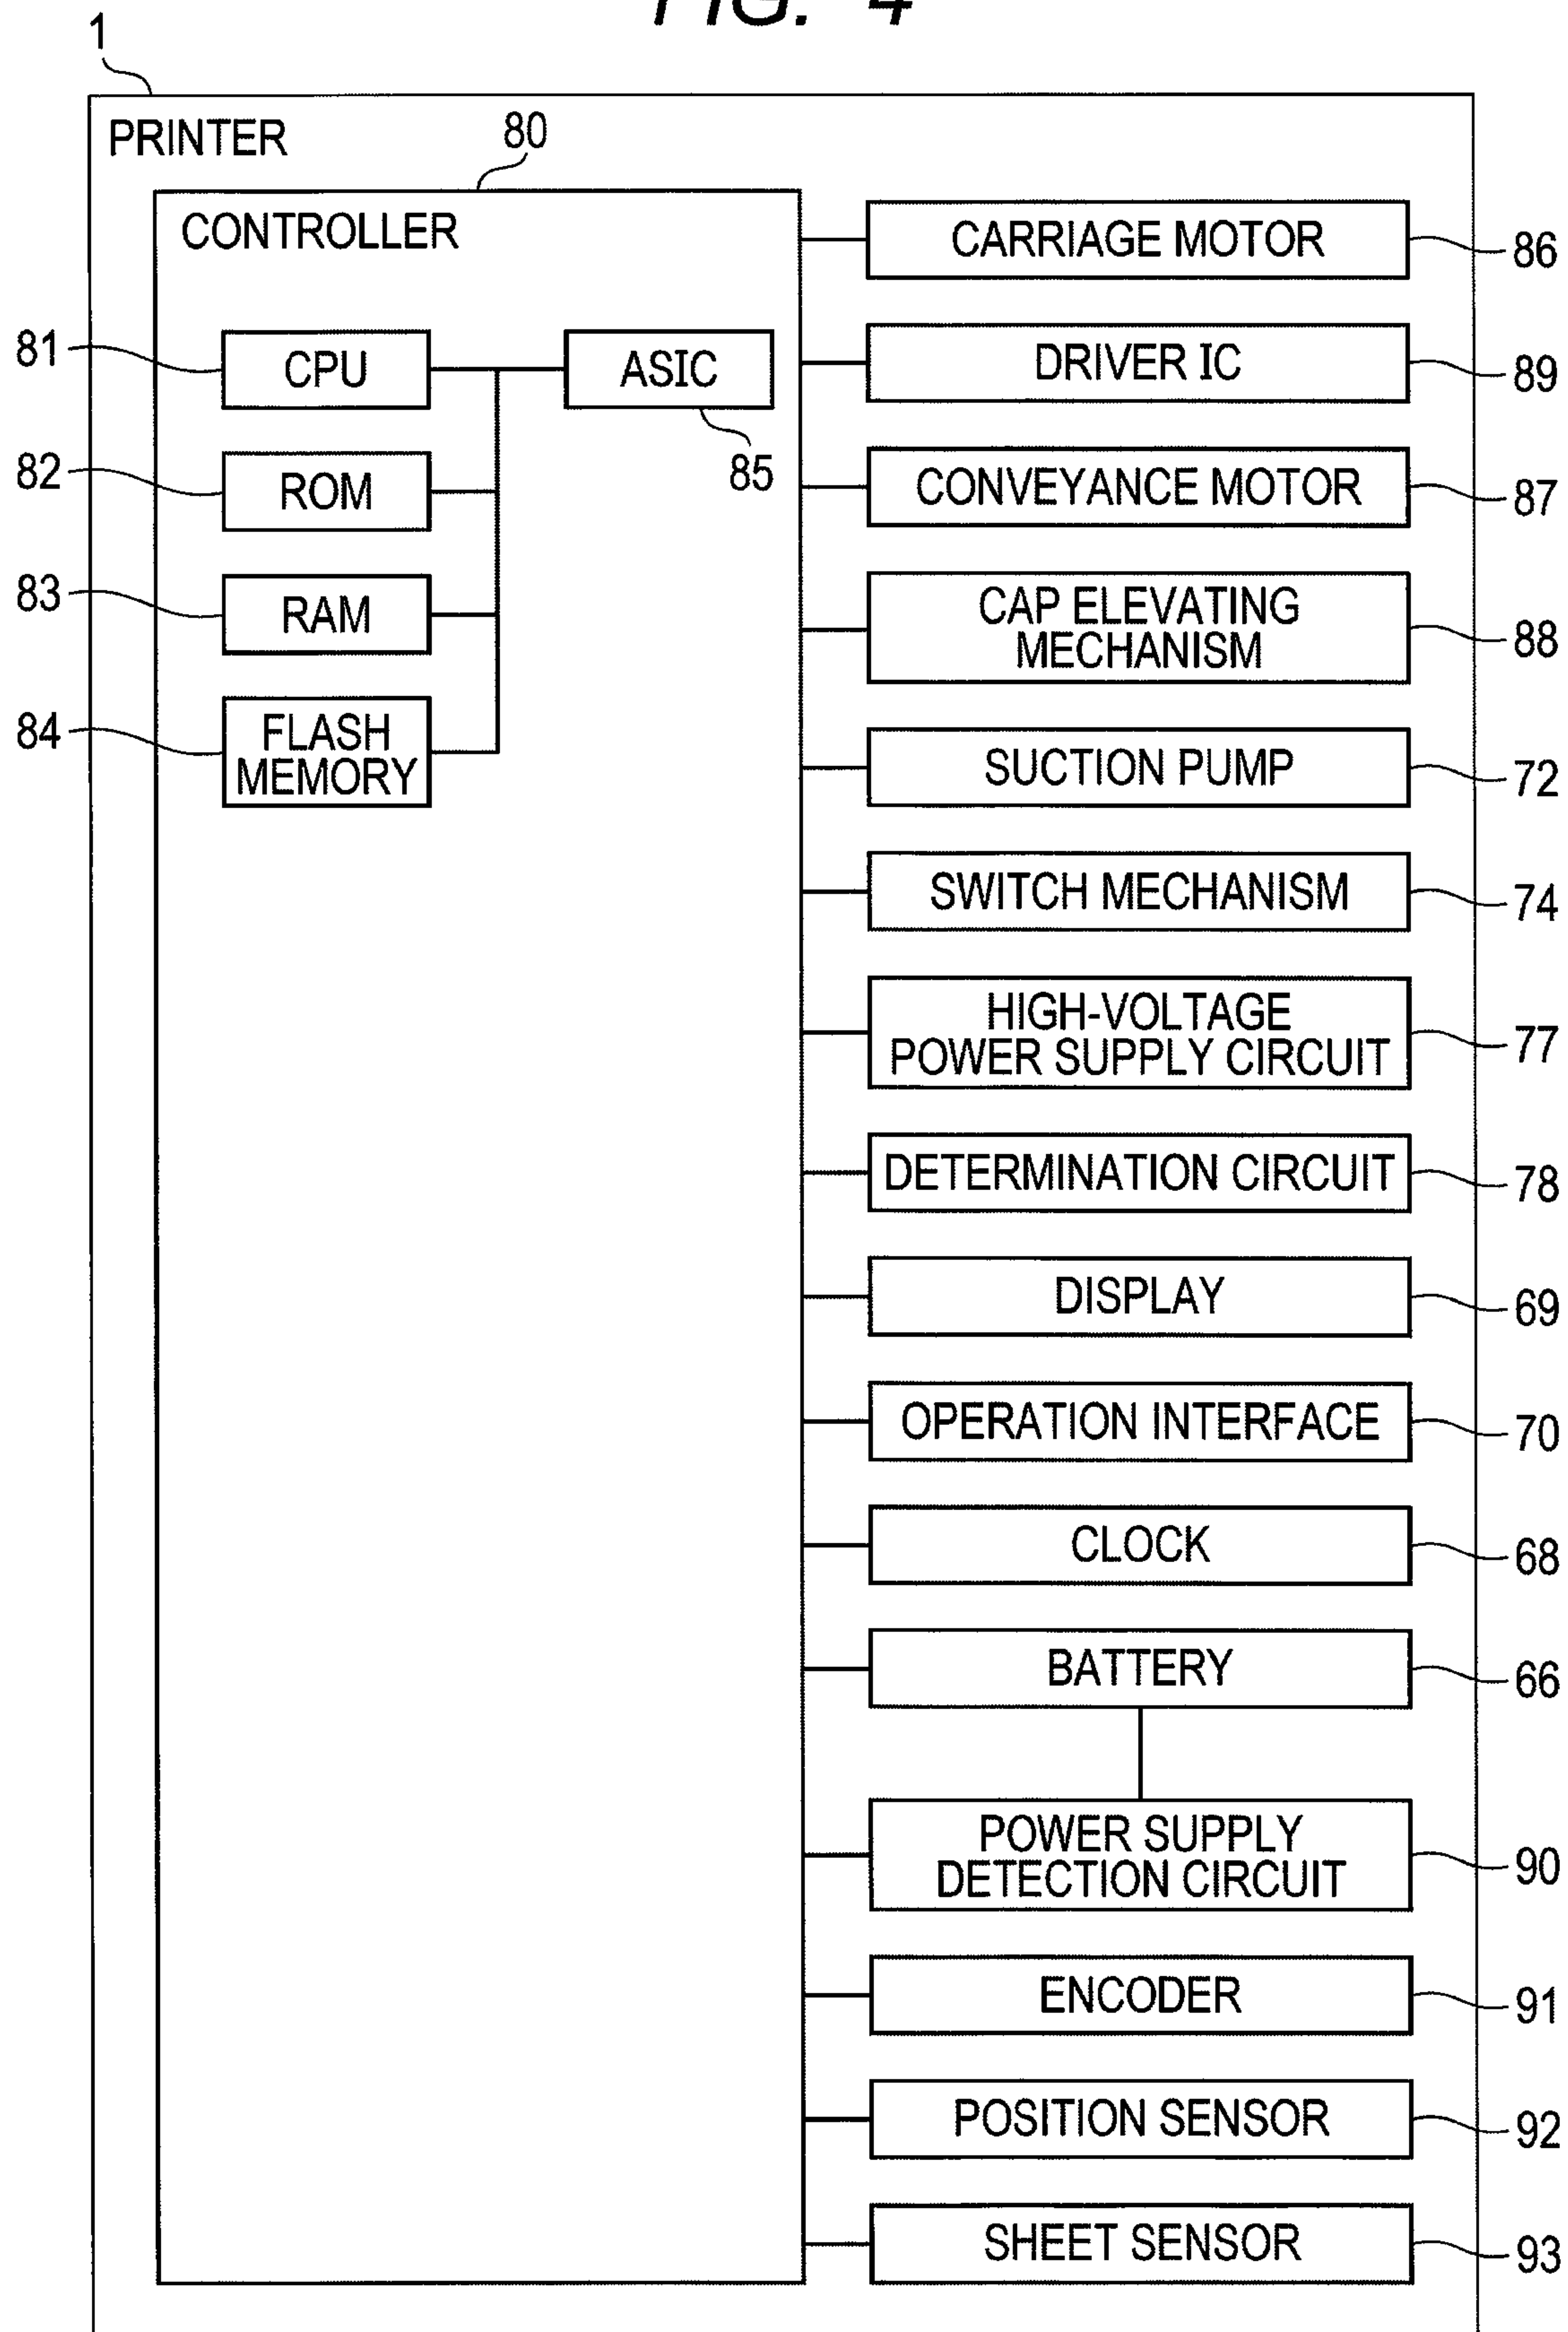 FIG. 4
1
PRINTER
80
CONTROLLER
CARRIAGE MOTOR
86
81
CPU
ASIC
85
DRIVER IC
89
82
ROM
CONVEYANCE MOTOR
87
83
RAM
CAP ELEVATING
MECHANISM
88
84
FLASH
MEMORY
SUCTION PUMP
72
SWITCH MECHANISM
74
HIGH-VOLTAGE
POWER SUPPLY CIRCUIT
77
DETERMINATION CIRCUIT
78
DISPLAY
69
OPERATION INTERFACE
70
CLOCK
68
BATTERY
66
POWER SUPPLY
DETECTION CIRCUIT
90
ENCODER
91
POSITION SENSOR
92
SHEET SENSOR
93